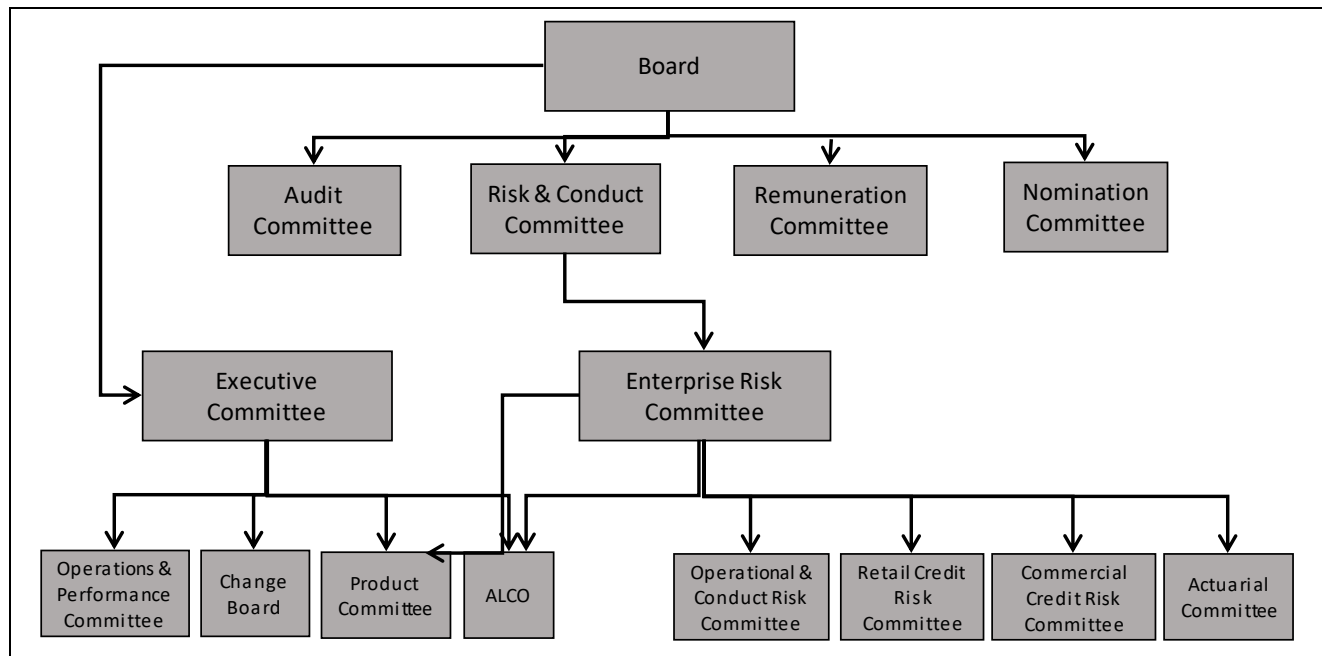 Board
Audit
Committee
Risk & Conduct
Committee
Remuneration
Committee
Nomination
Committee
Executive
Committee
Enterprise Risk
Committee
Operations &
Performance
Committee
Change
Board
Product
Committee
ALCO
Operational &
Conduct Risk
Committee
Retail Credit
Risk
Committee
Commercial
Credit Risk
Committee
Actuarial
Committee